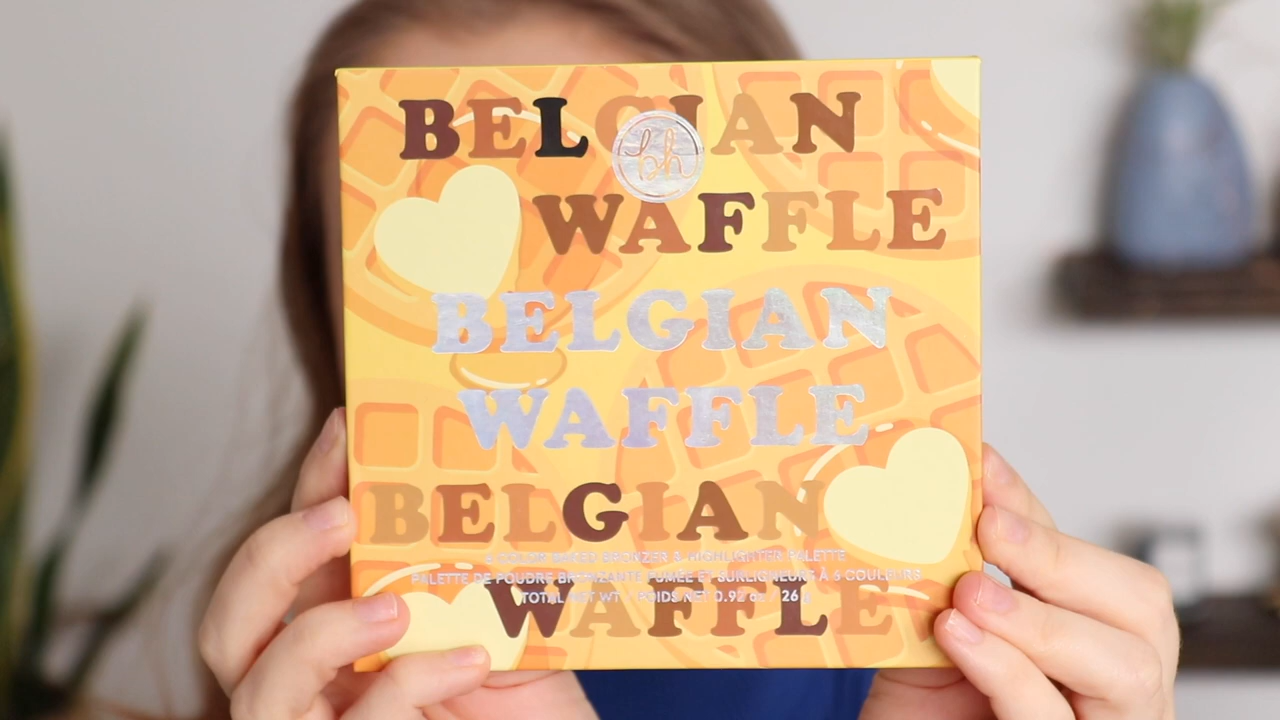 BELGIAN
bh
WAFFLE
BELGIAN
WAFFLE
BELGIAN
6 COLOR BAKED BRONZER & HIGHLIGHTER PALETTE
PALETTE DE POUDRE BRONZANTE FUMÉE ET SURLIGNEURS À 6 COULEURS
WAFFLE
TOTAL NET WT / POIDS NET 0.92 oz / 26 g